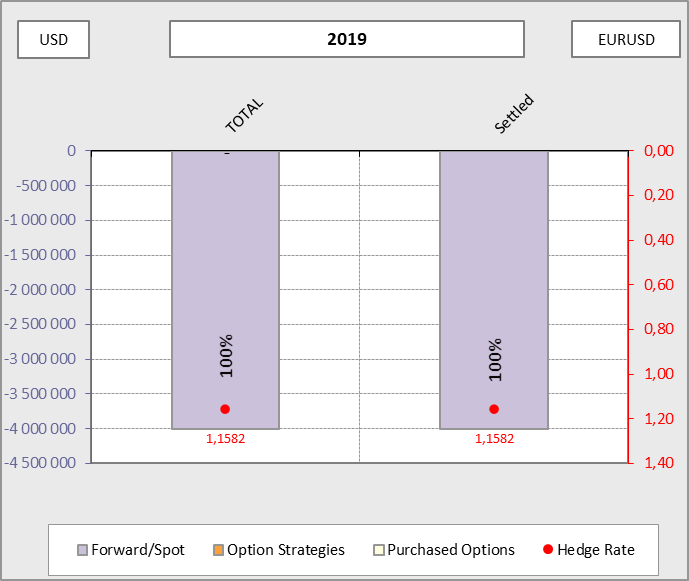 USD 2019 EURUSD
TOTAL Settled
0 0,00
-500 000 0,20
-1 000 000 0,40
-1 500 000 0,60
-2 000 000 0,80
-2 500 000 1,00
-3 000 000 1,20
-3 500 000 1,40
-4 000 000
-4 500 000
100% 100%
1,1582 1,1582
Forward/Spot Option Strategies Purchased Options Hedge Rate